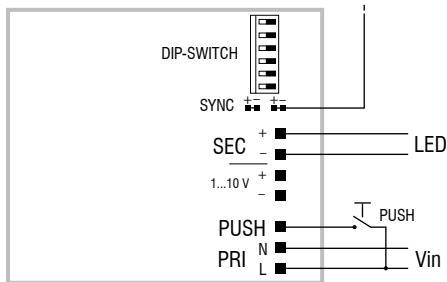 DIP-SWITCH
SYNC + - + -
SEC + LED
-
1...10 V +
-
PUSH PUSH
PRI N
L Vin